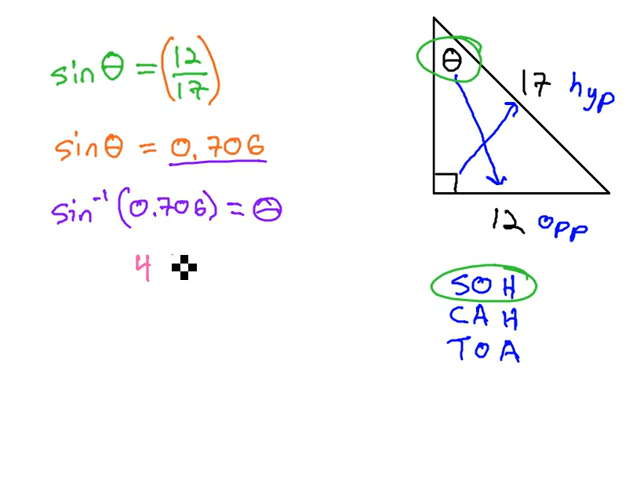 sin θ = (12/17)
sin θ = 0.706
sin⁻¹(0.706) = θ
4
θ
17 hyp
12 opp
SOH
CAH
TOA